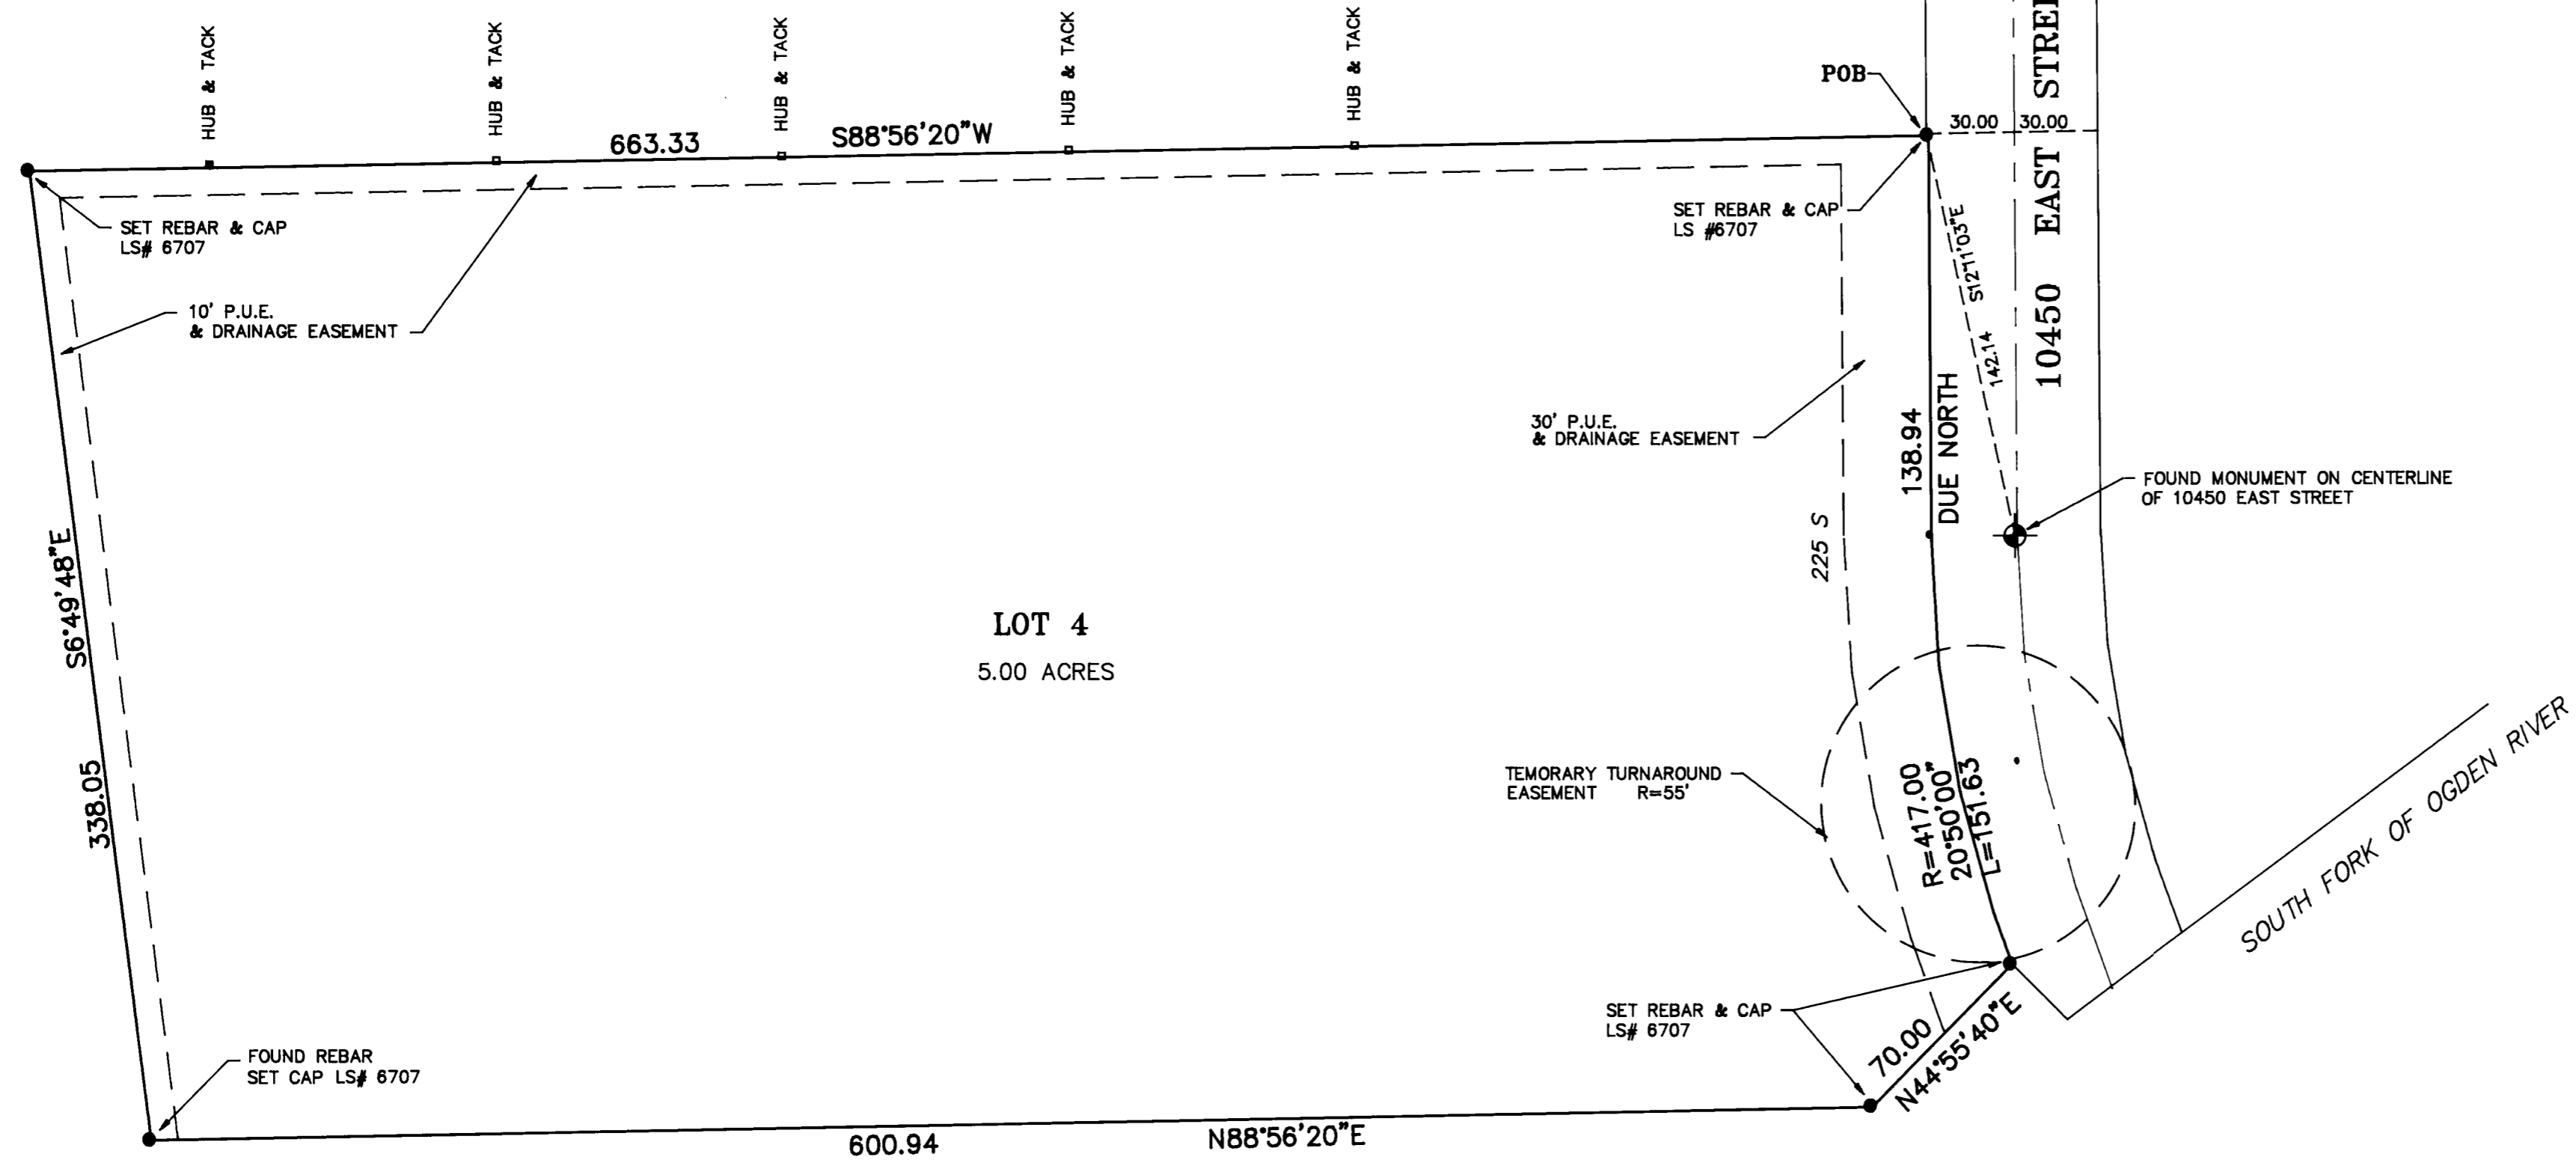 HUB & TACK
HUB & TACK
HUB & TACK
HUB & TACK
HUB & TACK
POB
663.33
S88°56'20"W
30.00
30.00
10450 EAST
SET REBAR & CAP
LS# 6707
SET REBAR & CAP
LS #6707
10' P.U.E.
& DRAINAGE EASEMENT
S12°11'03"E
142.14
30' P.U.E.
& DRAINAGE EASEMENT
138.94
DUE NORTH
FOUND MONUMENT ON CENTERLINE
OF 10450 EAST STREET
225 S
S6°49'48"E
338.05
LOT 4
5.00 ACRES
TEMORARY TURNAROUND
EASEMENT R=55'
R=417.00
20°50'00"
L=151.63
SOUTH FORK OF OGDEN RIVER
SET REBAR & CAP
LS# 6707
70.00
N44°55'40"E
FOUND REBAR
SET CAP LS# 6707
600.94
N88°56'20"E